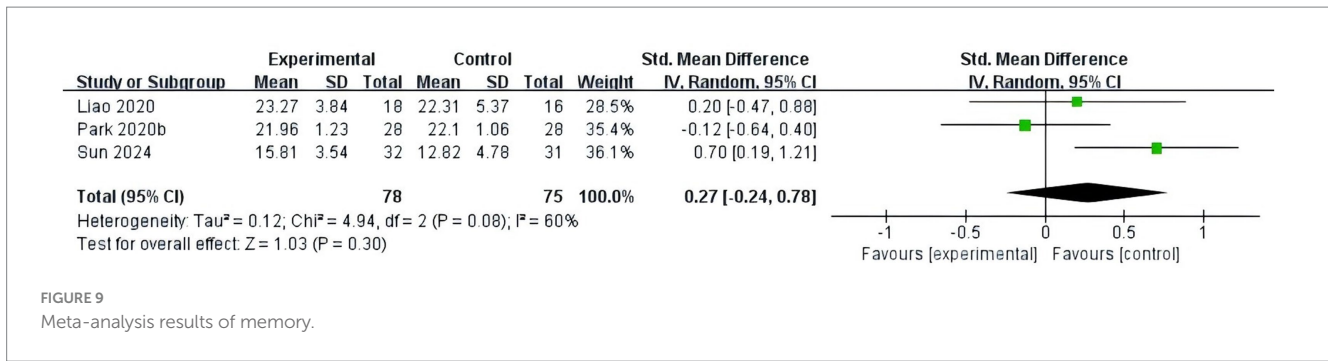 Experimental Control Std. Mean Difference Std. Mean Difference
Study or Subgroup Mean SD Total Mean SD Total Weight IV, Random, 95% CI IV, Random, 95% CI
Liao 2020 23.27 3.84 18 22.31 5.37 16 28.5% 0.20 [-0.47, 0.88]
Park 2020b 21.96 1.23 28 22.1 1.06 28 35.4% -0.12 [-0.64, 0.40]
Sun 2024 15.81 3.54 32 12.82 4.78 31 36.1% 0.70 [0.19, 1.21]
Total (95% CI) 78 75 100.0% 0.27 [-0.24, 0.78]
Heterogeneity: Tau² = 0.12; Chi² = 4.94, df = 2 (P = 0.08); I² = 60%
Test for overall effect: Z = 1.03 (P = 0.30)
-1 -0.5 0 0.5 1
Favours [experimental] Favours [control]
FIGURE 9
Meta-analysis results of memory.